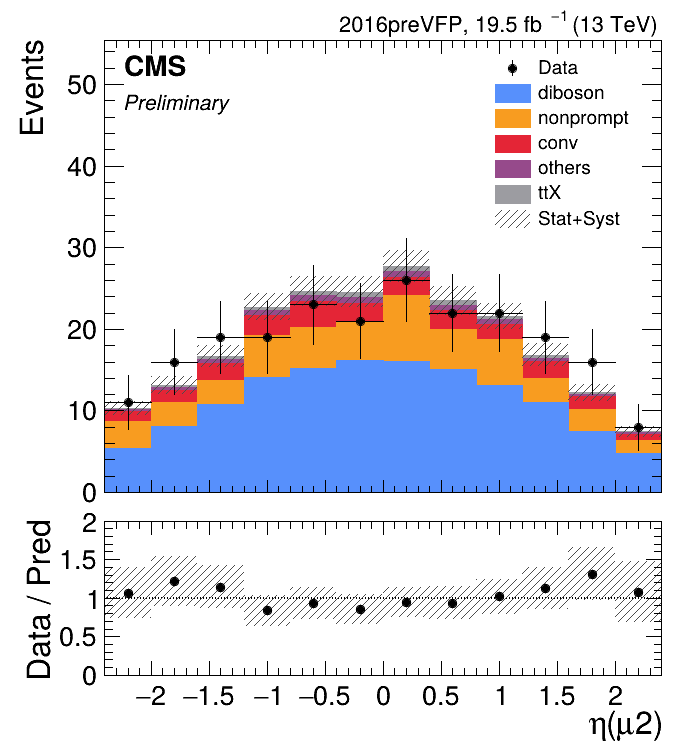 2016preVFP, 19.5 fb⁻¹ (13 TeV)
Events
CMS
Preliminary
Data
diboson
nonprompt
conv
others
ttX
Stat+Syst
50
40
30
20
10
0
Data / Pred
2
1.5
1
0.5
0
−2 −1.5 −1 −0.5 0 0.5 1 1.5 2
η(μ2)